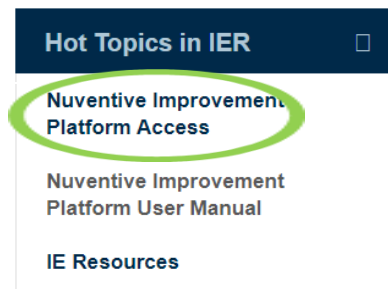 Hot Topics in IER
Nuventive Improvement
Platform Access
Nuventive Improvement
Platform User Manual
IE Resources